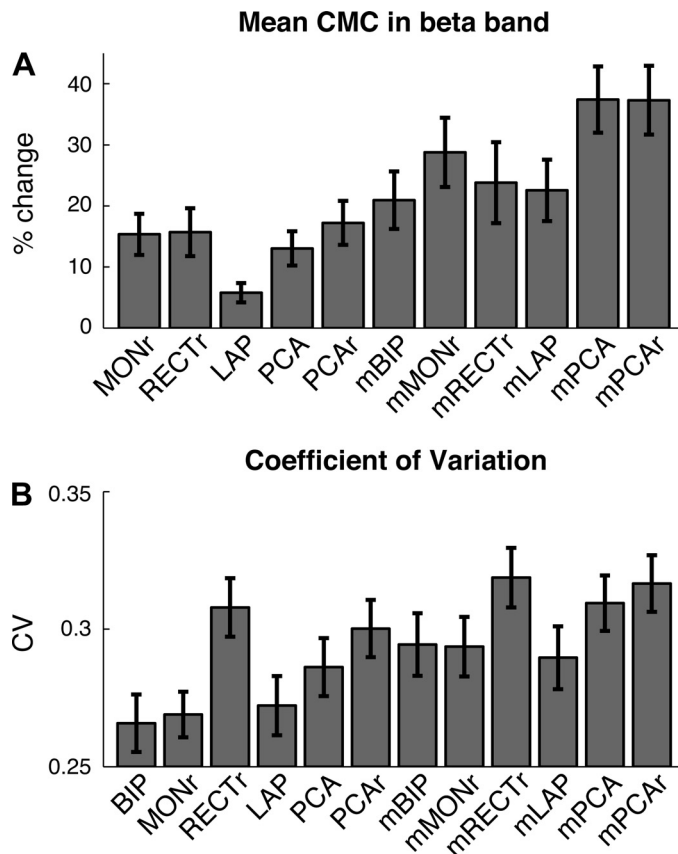 Mean CMC in beta band
A
% change
40
30
20
10
0
MONr
RECTr
LAP
PCA
PCAr
mBIP
mMONr
mRECTr
mLAP
mPCA
mPCAr
Coefficient of Variation
B
CV
0.35
0.3
0.25
BIP
MONr
RECTr
LAP
PCA
PCAr
mBIP
mMONr
mRECTr
mLAP
mPCA
mPCAr